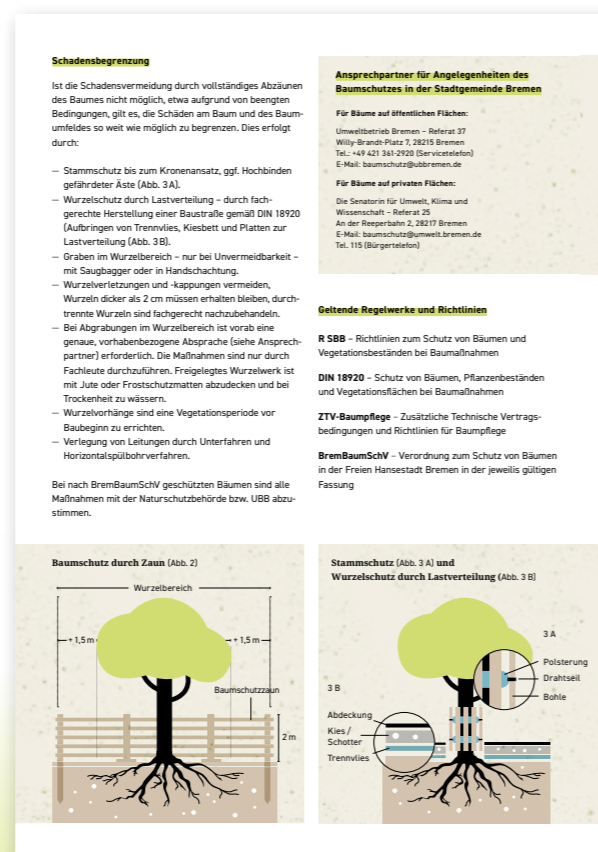 Schadensbegrenzung
Ist die Schadensvermeidung durch vollständiges Abzäunen
des Baumes nicht möglich, etwa aufgrund von beengten
Bedingungen, gilt es, die Schäden am Baum und des Baum-
umfeldes so weit wie möglich zu begrenzen. Dies erfolgt
durch:
— Stammschutz bis zum Kronenansatz, ggf. Hochbinden
gefährdeter Äste (Abb. 3 A).
— Wurzelschutz durch Lastverteilung – durch fach-
gerechte Herstellung einer Baustraße gemäß DIN 18920
(Aufbringen von Trennvlies, Kiesbett und Platten zur
Lastverteilung (Abb. 3 B).
— Graben im Wurzelbereich – nur bei Unvermeidbarkeit –
mit Saugbagger oder in Handschachtung.
— Wurzelverletzungen und -kappungen vermeiden,
Wurzeln dicker als 2 cm müssen erhalten bleiben, durch-
trennte Wurzeln sind fachgerecht nachzubehandeln.
— Bei Abgrabungen im Wurzelbereich ist vorab eine
genaue, vorhabenbezogene Absprache (siehe Ansprech-
partner) erforderlich. Die Maßnahmen sind nur durch
Fachleute durchzuführen. Freigelegtes Wurzelwerk ist
mit Jute oder Frostschutzmatten abzudecken und bei
Trockenheit zu wässern.
— Wurzelvorhänge sind eine Vegetationsperiode vor
Baubeginn zu errichten.
— Verlegung von Leitungen durch Unterfahren und
Horizontalspülbohrverfahren.
Bei nach BremBaumSchV geschützten Bäumen sind alle
Maßnahmen mit der Naturschutzbehörde bzw. UBB abzu-
stimmen.
Ansprechpartner für Angelegenheiten des
Baumschutzes in der Stadtgemeinde Bremen
Für Bäume auf öffentlichen Flächen:
Umweltbetrieb Bremen – Referat 37
Willy-Brandt-Platz 7, 28215 Bremen
Tel.: +49 421 361-2920 (Servicetelefon)
E-Mail: baumschutz@ubbremen.de
Für Bäume auf privaten Flächen:
Die Senatorin für Umwelt, Klima und
Wissenschaft – Referat 25
An der Reeperbahn 2, 28217 Bremen
E-Mail: baumschutz@umwelt.bremen.de
Tel. 115 (Bürgertelefon)
Geltende Regelwerke und Richtlinien
R SBB – Richtlinien zum Schutz von Bäumen und
Vegetationsbeständen bei Baumaßnahmen
DIN 18920 – Schutz von Bäumen, Pflanzenbeständen
und Vegetationsflächen bei Baumaßnahmen
ZTV-Baumpflege – Zusätzliche Technische Vertrags-
bedingungen und Richtlinien für Baumpflege
BremBaumSchV – Verordnung zum Schutz von Bäumen
in der Freien Hansestadt Bremen in der jeweils gültigen
Fassung
Baumschutz durch Zaun (Abb. 2)
Wurzelbereich
+ 1,5 m
+ 1,5 m
Baumschutzzaun
2 m
Stammschutz (Abb. 3 A) und
Wurzelschutz durch Lastverteilung (Abb. 3 B)
3 A
Polsterung
Drahtseil
Bohle
3 B
Abdeckung
Kies /
Schotter
Trennvlies